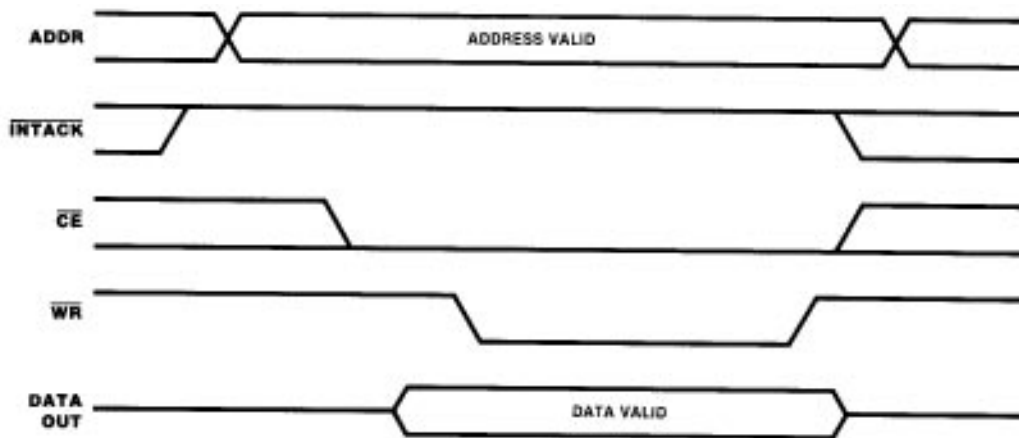 ADDR
ADDRESS VALID
INTACK
CE
WR
DATA OUT
DATA VALID